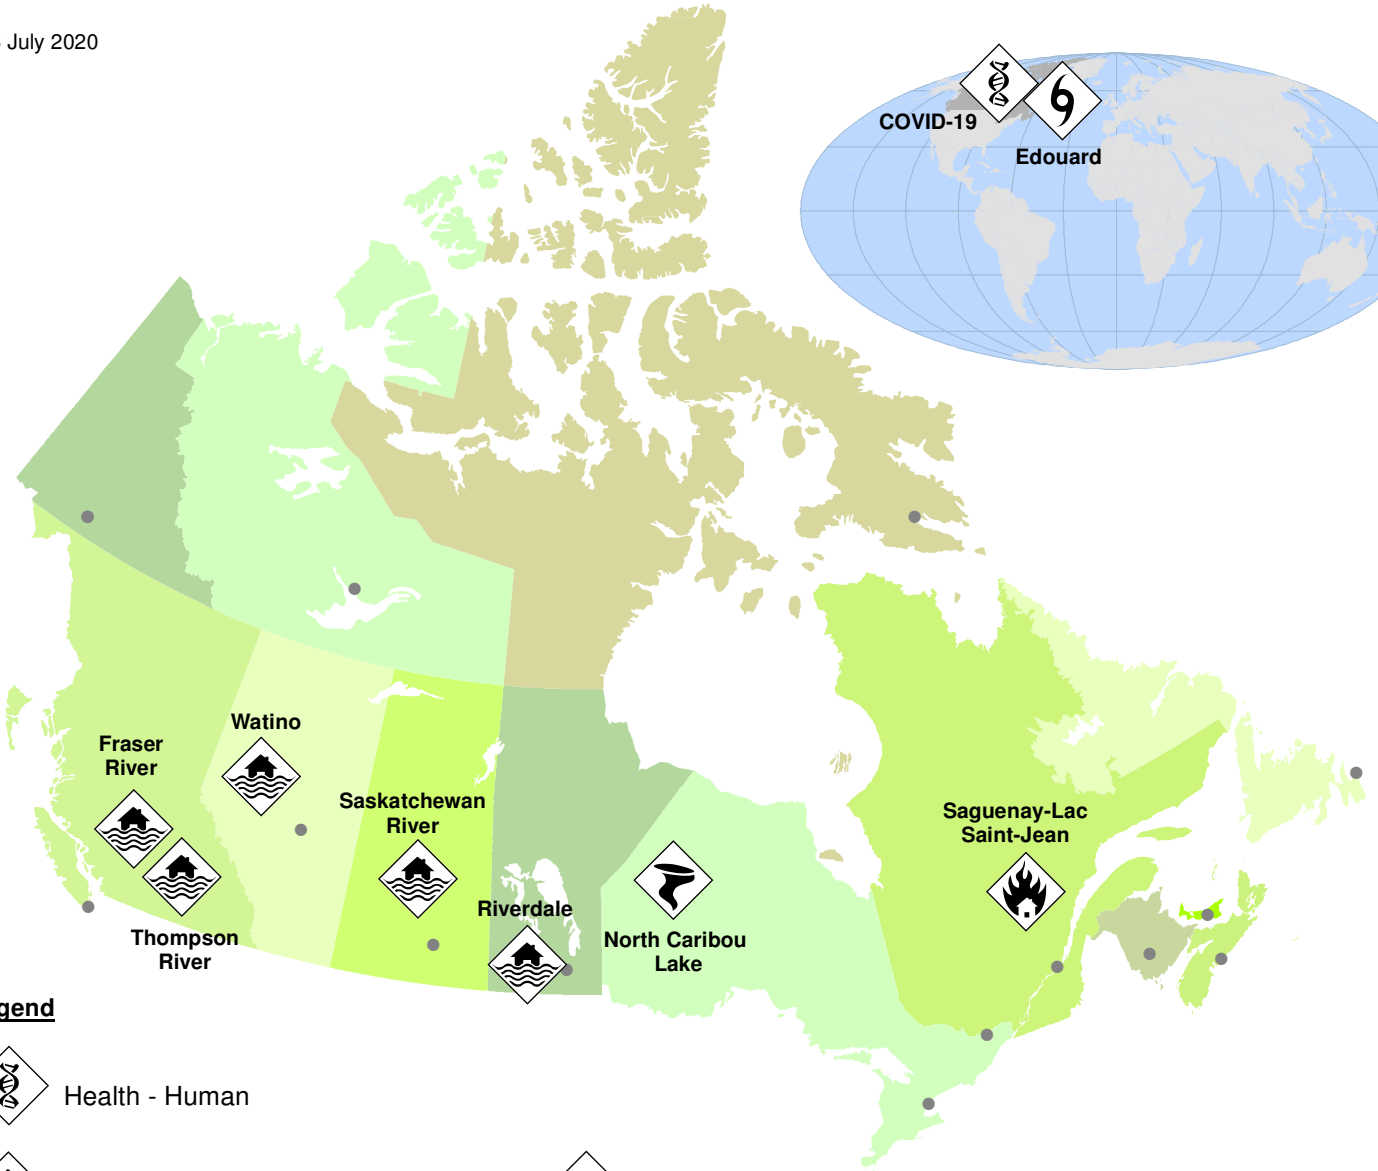 July 2020
COVID-19
Edouard
Watino
Fraser
River
Saskatchewan
River
Saguenay-Lac
Saint-Jean
Riverdale
Thompson
River
North Caribou
Lake
gend
Health - Human